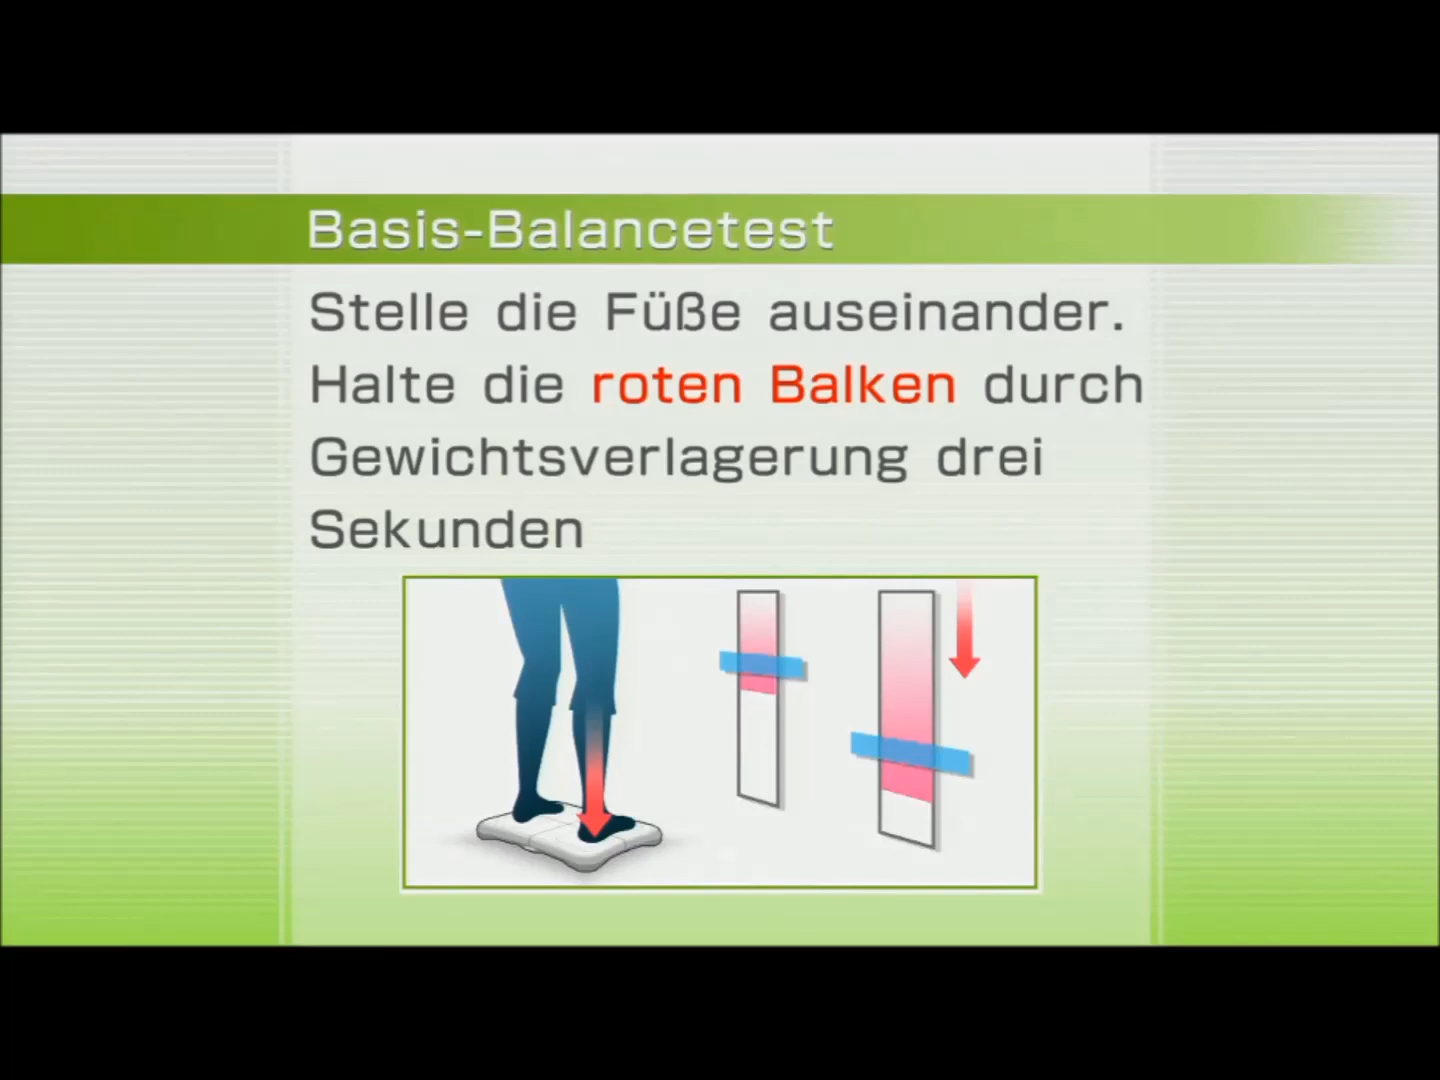 Basis-Balancetest
Stelle die Füße auseinander.
Halte die roten Balken durch
Gewichtsverlagerung drei
Sekunden